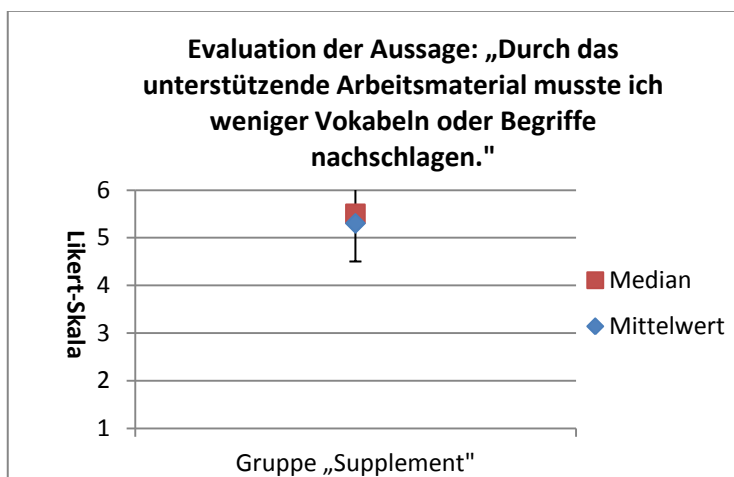 Evaluation der Aussage: „Durch das
unterstützende Arbeitsmaterial musste ich
weniger Vokabeln oder Begriffe
nachschlagen."
6
5
4
3
2
1
Likert-Skala
Median
Mittelwert
Gruppe „Supplement"